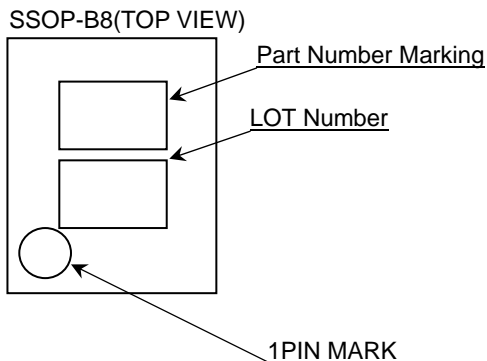 SSOP-B8(TOP VIEW)
Part Number Marking
LOT Number
1PIN MARK